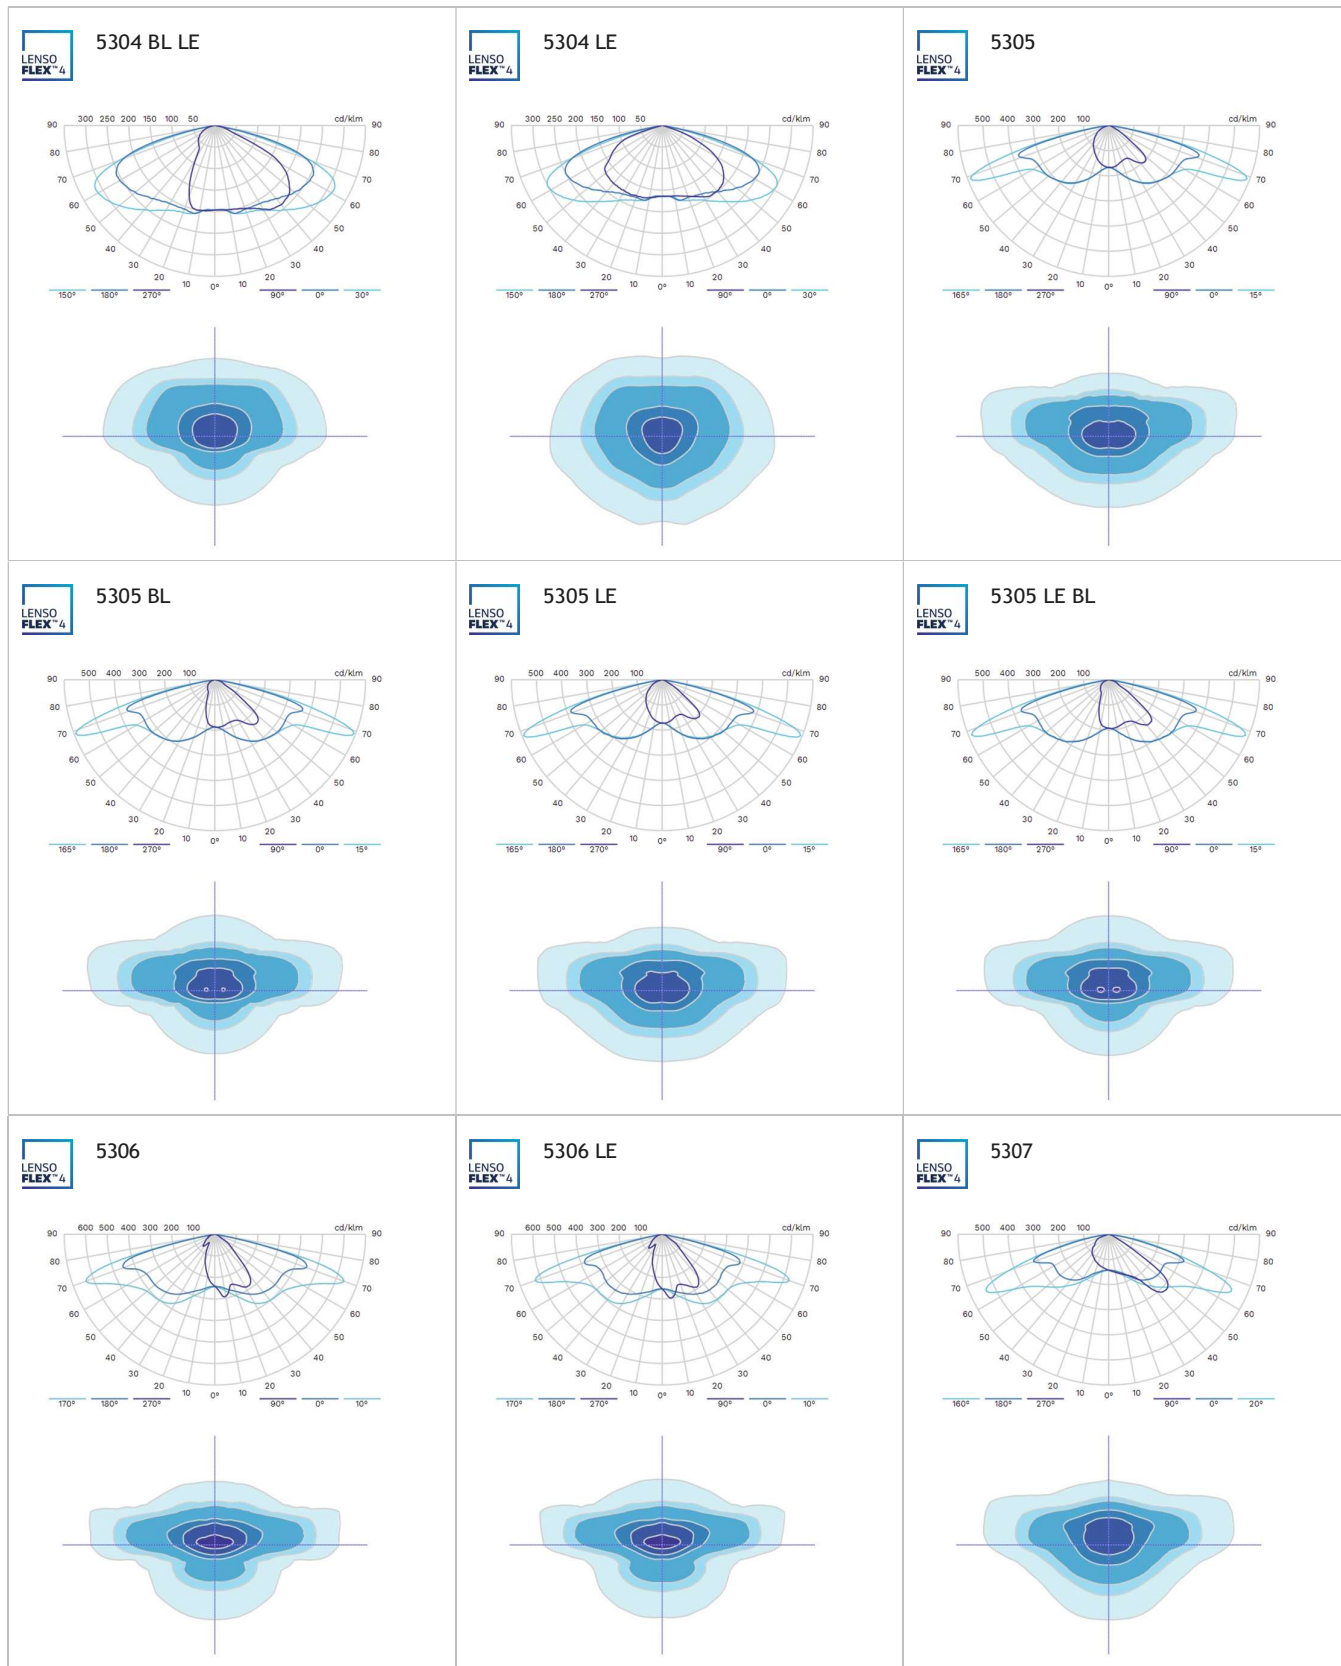 5304 BL LE
LENSO
FLEX™4
300 250 200 150 100 50 cd/klm
90 90
80 80
70 70
60 60
50 50
40 40
30 30
20 20
10 0° 10
150° 180° 270° 90° 0° 30°
5304 LE
LENSO
FLEX™4
300 250 200 150 100 50 cd/klm
90 90
80 80
70 70
60 60
50 50
40 40
30 30
20 20
10 0° 10
150° 180° 270° 90° 0° 30°
5305
LENSO
FLEX™4
500 400 300 200 100 cd/klm
90 90
80 80
70 70
60 60
50 50
40 40
30 30
20 20
10 0° 10
165° 180° 270° 90° 0° 15°
5305 BL
LENSO
FLEX™4
500 400 300 200 100 cd/klm
90 90
80 80
70 70
60 60
50 50
40 40
30 30
20 20
10 0° 10
165° 180° 270° 90° 0° 15°
5305 LE
LENSO
FLEX™4
500 400 300 200 100 cd/klm
90 90
80 80
70 70
60 60
50 50
40 40
30 30
20 20
10 0° 10
165° 180° 270° 90° 0° 15°
5305 LE BL
LENSO
FLEX™4
500 400 300 200 100 cd/klm
90 90
80 80
70 70
60 60
50 50
40 40
30 30
20 20
10 0° 10
165° 180° 270° 90° 0° 15°
5306
LENSO
FLEX™4
600 500 400 300 200 100 cd/klm
90 90
80 80
70 70
60 60
50 50
40 40
30 30
20 20
10 0° 10
170° 180° 270° 90° 0° 10°
5306 LE
LENSO
FLEX™4
600 500 400 300 200 100 cd/klm
90 90
80 80
70 70
60 60
50 50
40 40
30 30
20 20
10 0° 10
170° 180° 270° 90° 0° 10°
5307
LENSO
FLEX™4
500 400 300 200 100 cd/klm
90 90
80 80
70 70
60 60
50 50
40 40
30 30
20 20
10 0° 10
160° 180° 270° 90° 0° 20°